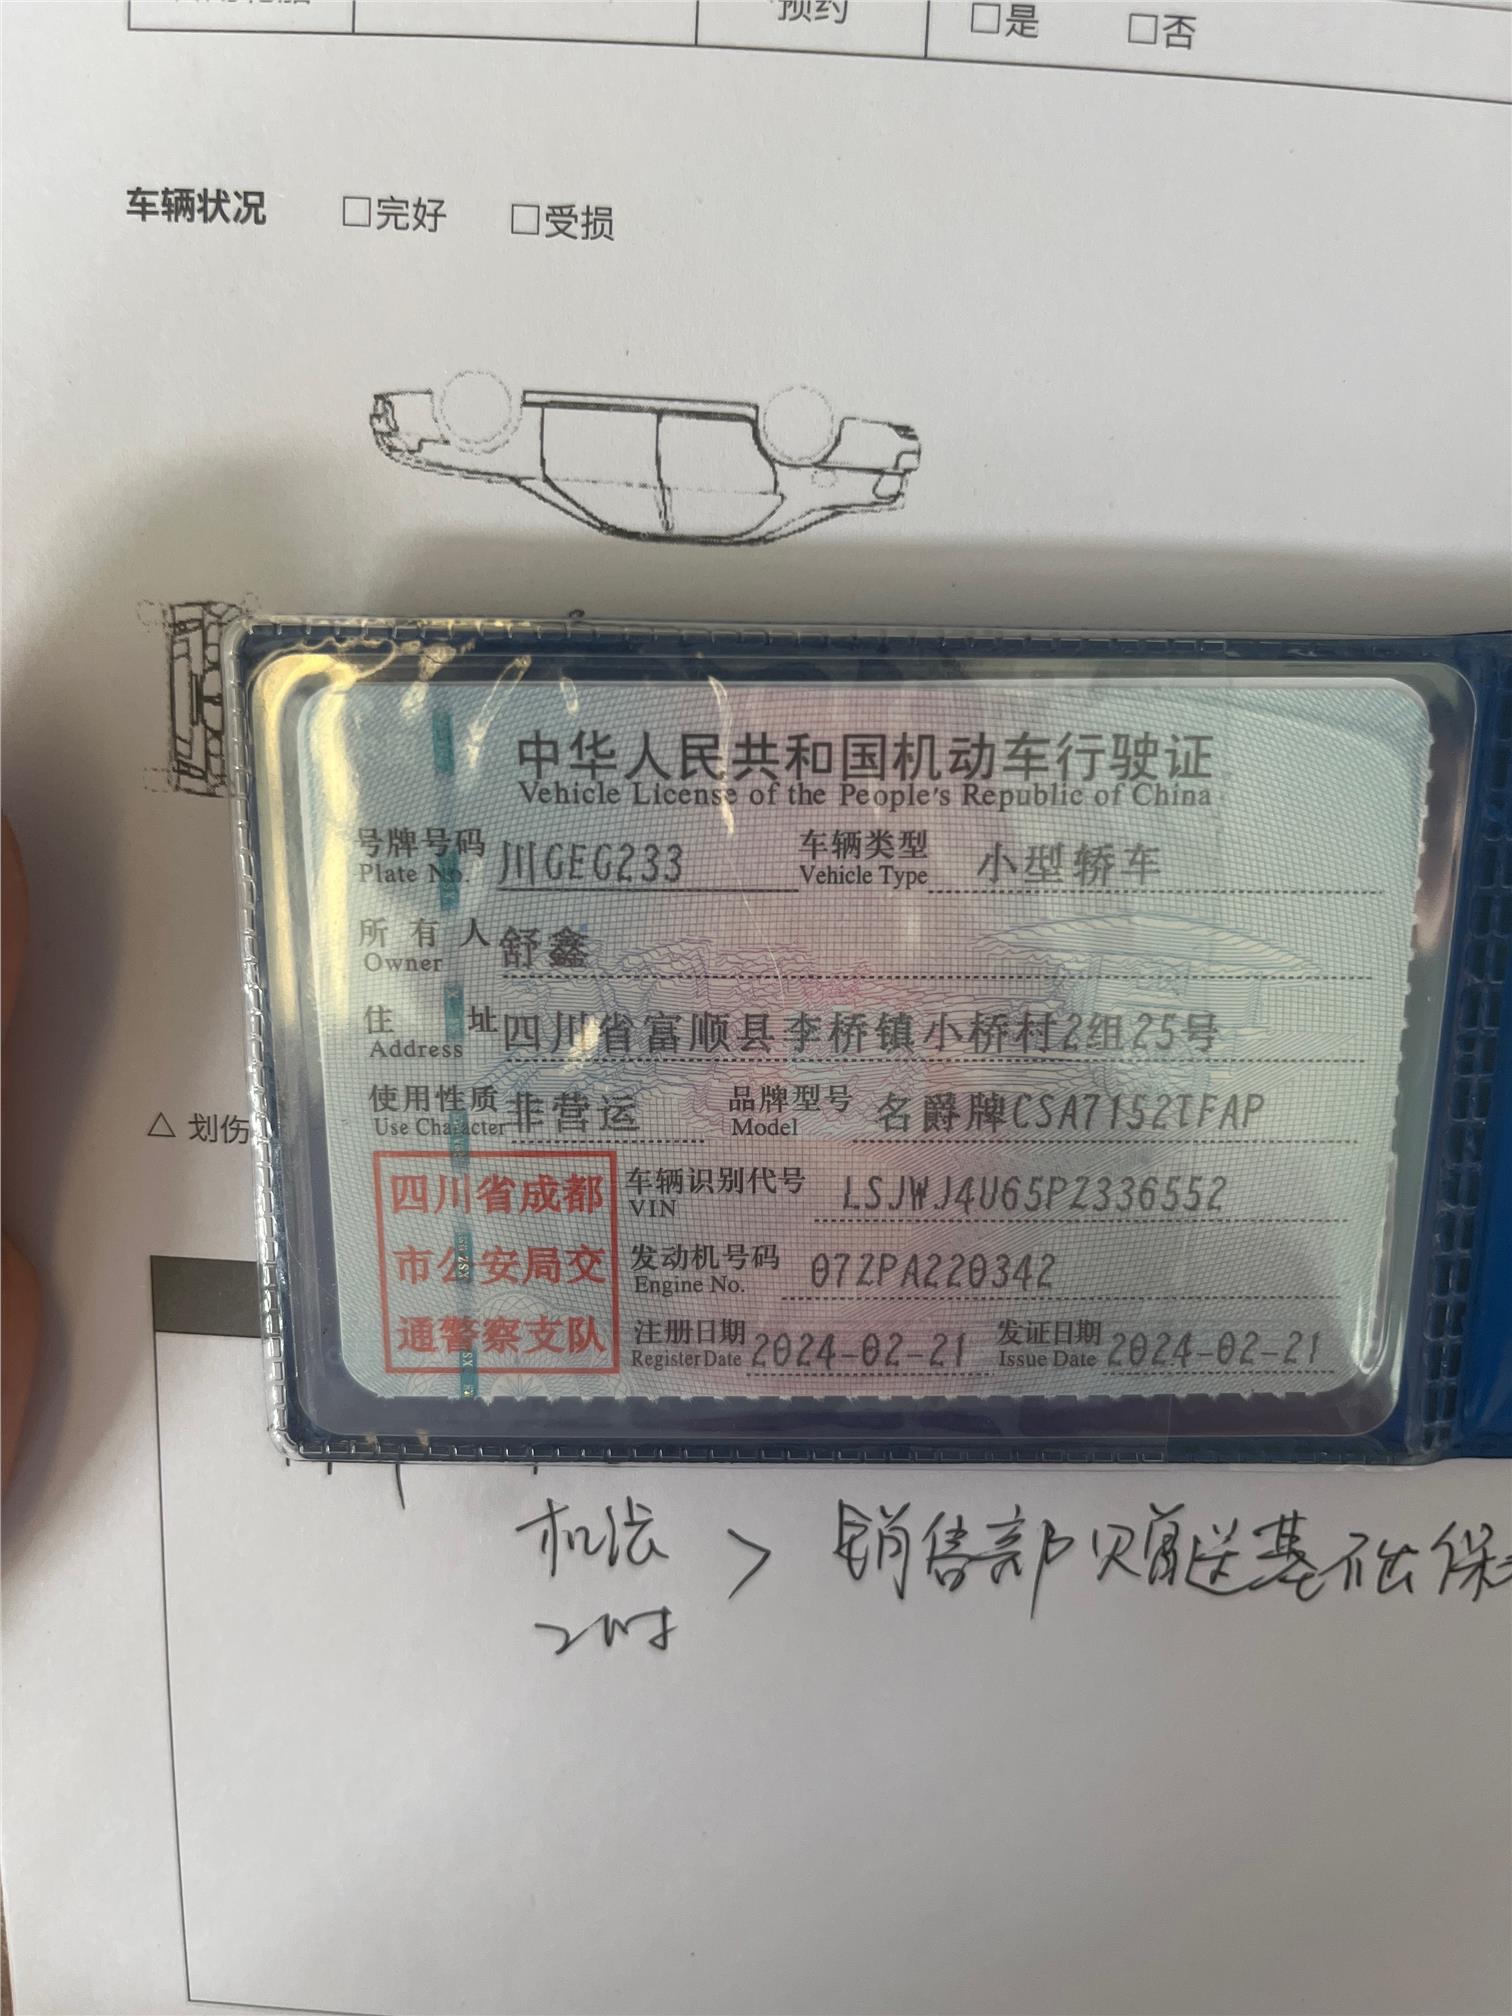 预约 □是 □否
车辆状况 □完好 □受损
中华人民共和国机动车行驶证
Vehicle License of the People's Republic of China
号牌号码 川GEG233 车辆类型 小型轿车
Plate No. Vehicle Type
所有人 舒鑫
Owner
住址 四川省富顺县李桥镇小桥村2组25号
Address
使用性质 非营运 品牌型号 名爵牌CSA7152TFAP
Use Character Model
四川省成都
市公安局交
通警察支队
车辆识别代号 LSJWJ4U65PZ336552
VIN
发动机号码 07ZPA220342
Engine No.
注册日期 2024-02-21 发证日期 2024-02-21
Register Date Issue Date
△ 划伤
机滤 > 销售部赠送基础保